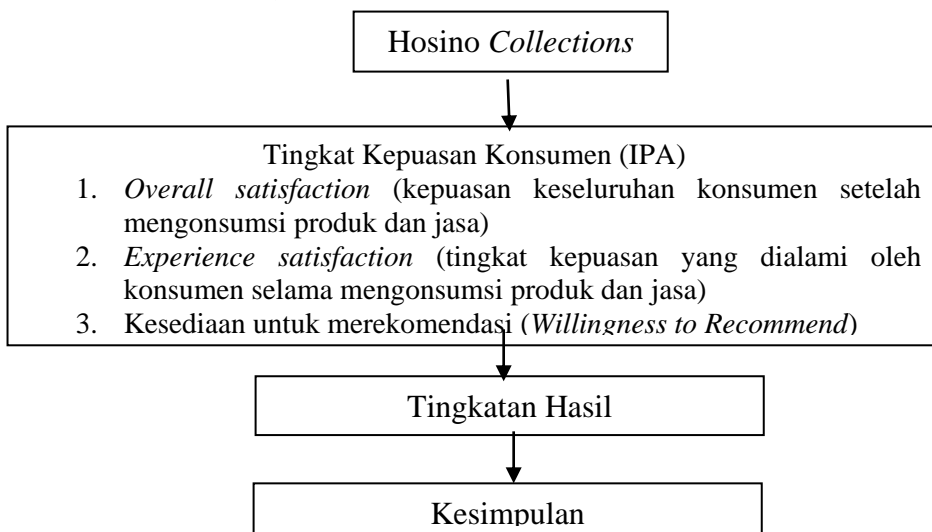 Hosino Collections
Tingkat Kepuasan Konsumen (IPA)
1. Overall satisfaction (kepuasan keseluruhan konsumen setelah
mengonsumsi produk dan jasa)
2. Experience satisfaction (tingkat kepuasan yang dialami oleh
konsumen selama mengonsumsi produk dan jasa)
3. Kesediaan untuk merekomendasi (Willingness to Recommend)
Tingkatan Hasil
Kesimpulan